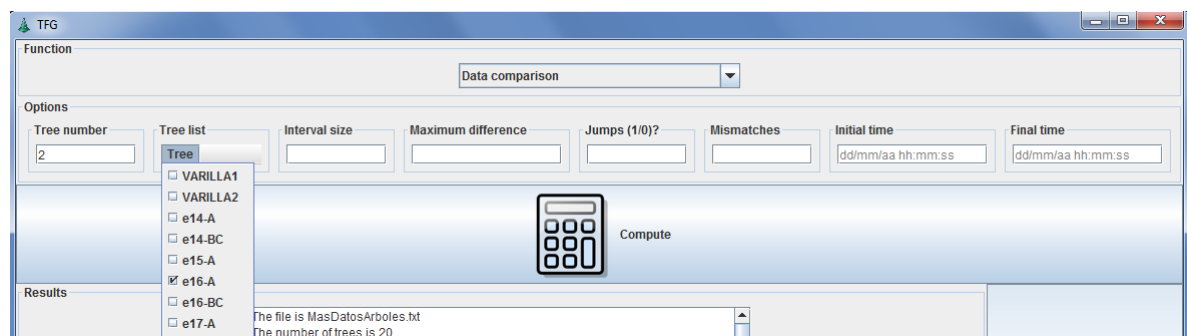 TFG
Function
Data comparison
Options
Tree number Tree list Interval size Maximum difference Jumps (1/0)? Mismatches Initial time Final time
2 Tree dd/mm/aa hh:mm:ss dd/mm/aa hh:mm:ss
VARILLA1
VARILLA2
e14-A
e14-BC
Compute
e15-A
e16-A
Results
e16-BC
The file is MasDatosArboles.txt
e17-A
The number of trees is 20